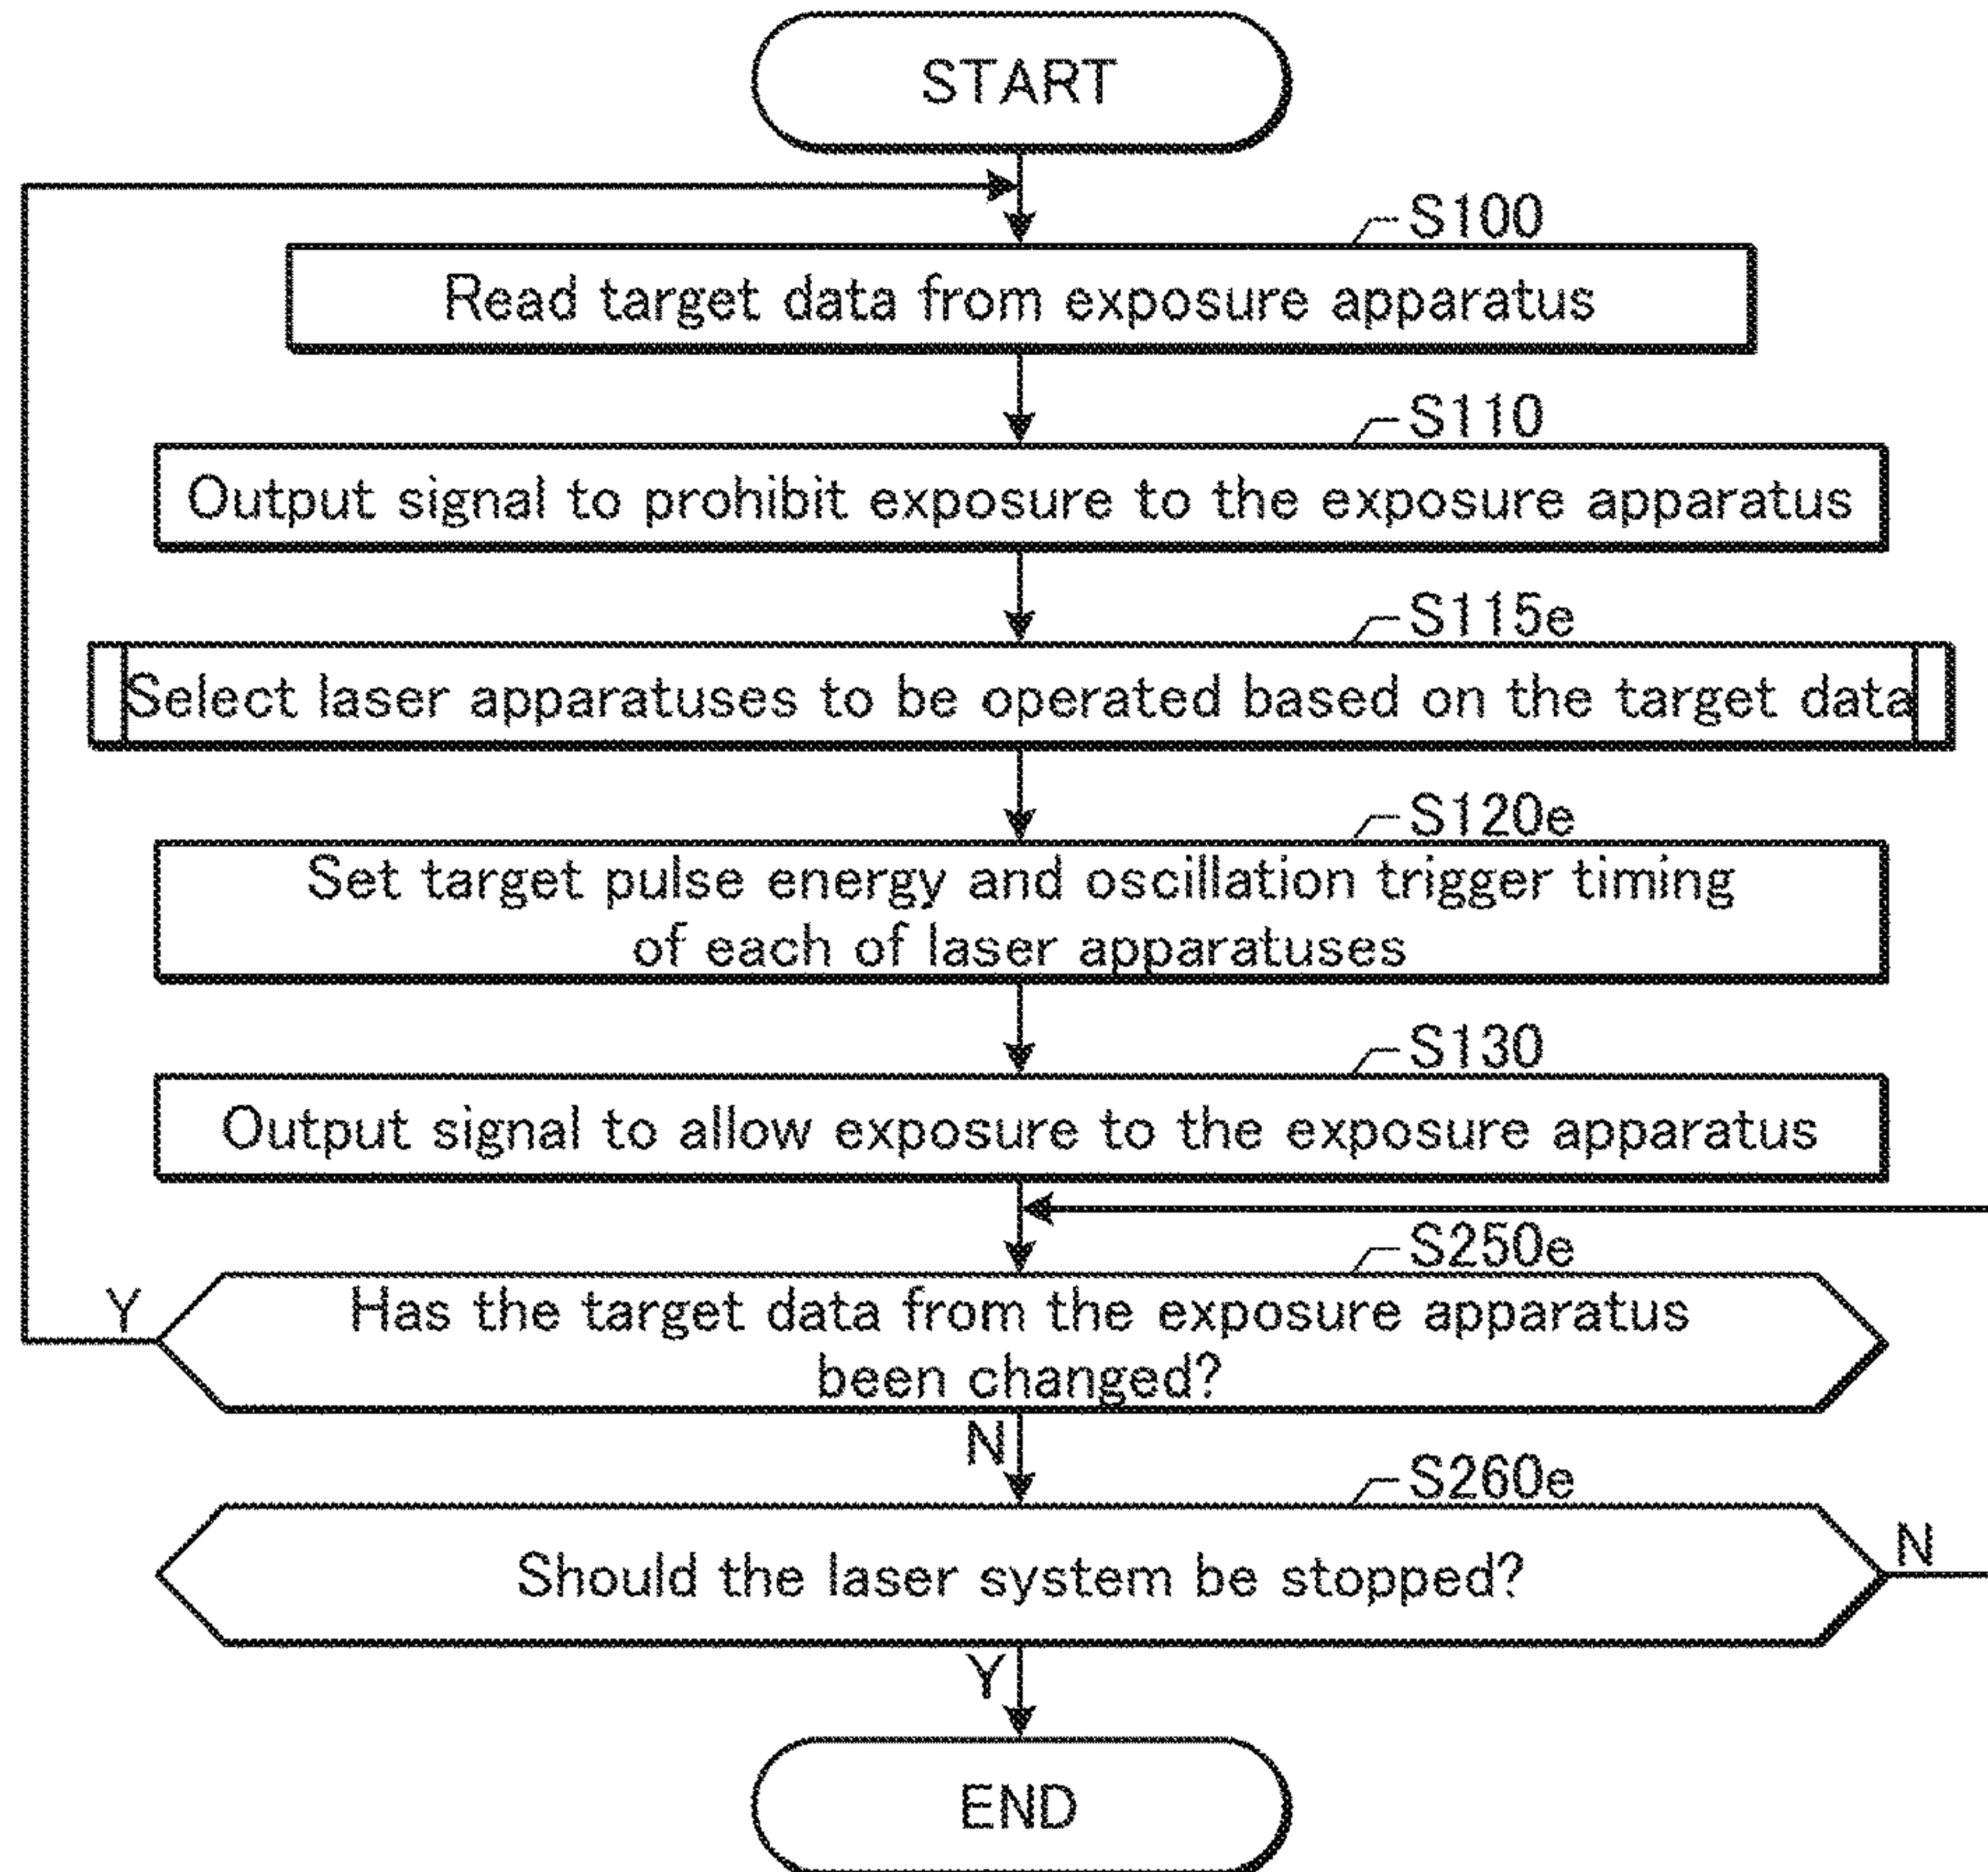 START
S100
Read target data from exposure apparatus
S110
Output signal to prohibit exposure to the exposure apparatus
S115e
Select laser apparatuses to be operated based on the target data
S120e
Set target pulse energy and oscillation trigger timing
of each of laser apparatuses
S130
Output signal to allow exposure to the exposure apparatus
S250e
Y
Has the target data from the exposure apparatus
been changed?
N
S260e
Should the laser system be stopped?
N
Y
END